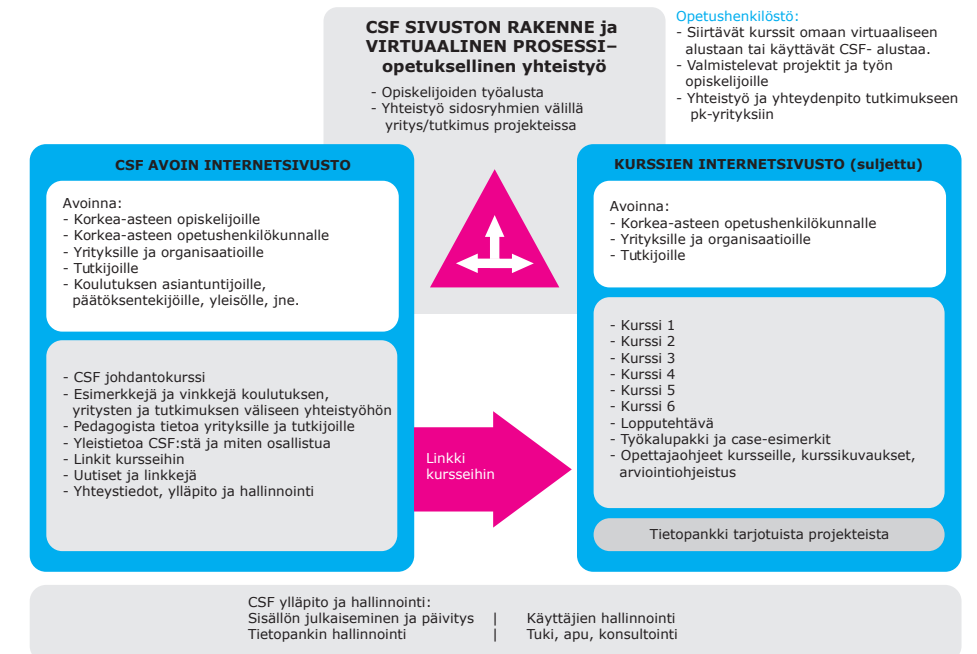 CSF SIVUSTON RAKENNE ja
VIRTUAALINEN PROSESSI–
opetuksellinen yhteistyö
- Opiskelijoiden työalusta
- Yhteistyö sidosryhmien välillä
yritys/tutkimus projekteissa
Opetushenkilöstö:
- Siirtävät kurssit omaan virtuaaliseen
alustaan tai käyttävät CSF- alustaa.
- Valmistelevat projektit ja työn
opiskelijoille
- Yhteistyö ja yhteydenpito tutkimukseen
pk-yrityksiin
CSF AVOIN INTERNETSIVUSTO
Avoinna:
- Korkea-asteen opiskelijoille
- Korkea-asteen opetushenkilökunnalle
- Yrityksille ja organisaatioille
- Tutkijoille
- Koulutuksen asiantuntijoille,
päätöksentekijöille, yleisölle, jne.
- CSF johdantokurssi
- Esimerkkejä ja vinkkejä koulutuksen,
yritysten ja tutkimuksen väliseen yhteistyöhön
- Pedagogista tietoa yrityksille ja tutkijoille
- Yleistietoa CSF:stä ja miten osallistua
- Linkit kursseihin
- Uutiset ja linkkejä
- Yhteystiedot, ylläpito ja hallinnointi
Linkki
kursseihin
KURSSIEN INTERNETSIVUSTO (suljettu)
Avoinna:
- Korkea-asteen opetushenkilökunnalle
- Yrityksille ja organisaatioille
- Tutkijoille
- Kurssi 1
- Kurssi 2
- Kurssi 3
- Kurssi 4
- Kurssi 5
- Kurssi 6
- Lopputehtävä
- Työkalupakki ja case-esimerkit
- Opettajaohjeet kursseille, kurssikuvaukset,
arviointiohjeistus
Tietopankki tarjotuista projekteista
CSF ylläpito ja hallinnointi:
Sisällön julkaiseminen ja päivitys | Käyttäjien hallinnointi
Tietopankin hallinnointi | Tuki, apu, konsultointi